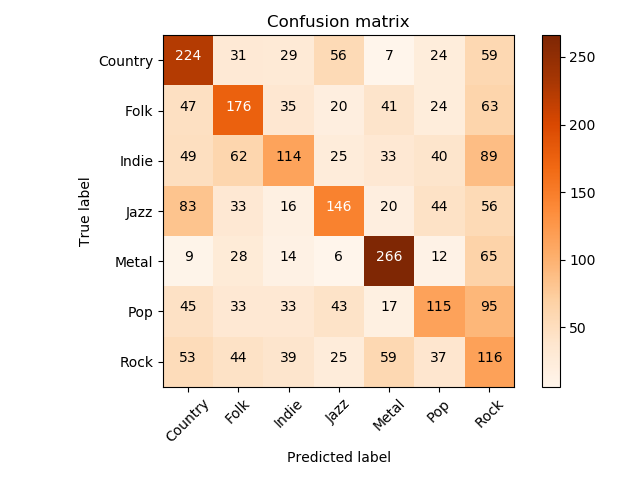 Confusion matrix
Country 224 31 29 56 7 24 59
Folk 47 176 35 20 41 24 63
Indie 49 62 114 25 33 40 89
Jazz 83 33 16 146 20 44 56
Metal 9 28 14 6 266 12 65
Pop 45 33 33 43 17 115 95
Rock 53 44 39 25 59 37 116
Country Folk Indie Jazz Metal Pop Rock
Predicted label
True label
250
200
150
100
50